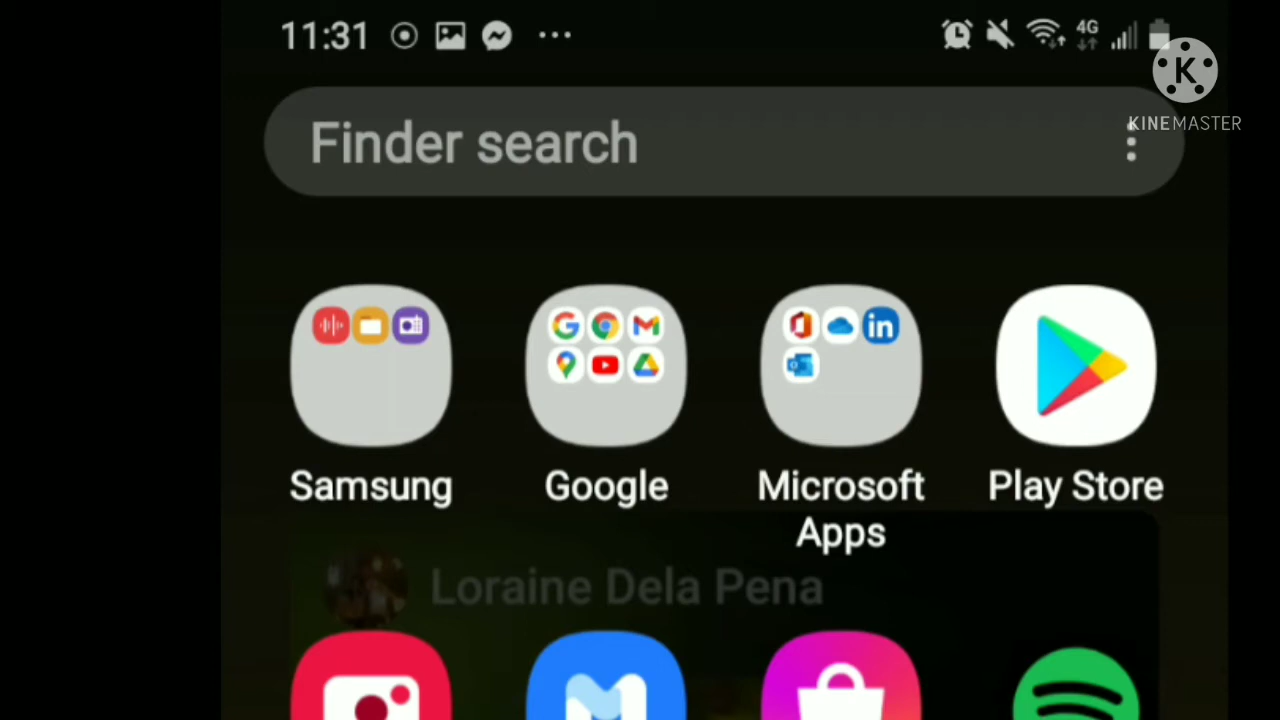 11:31
4G
KINEMASTER
Finder search
Samsung
Google
Microsoft
Apps
Play Store
Loraine Dela Pena